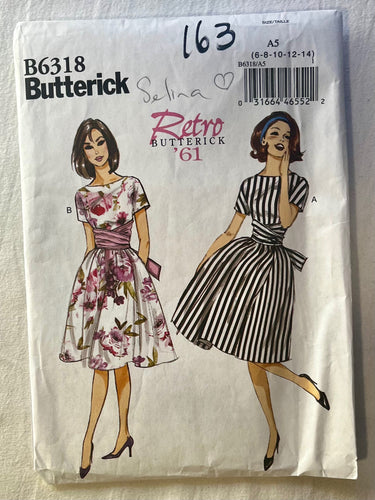 163
SIZE/TAILLE
A5
(6-8-10-12-14)
B6318/A5
0 31664 46552 2
B6318
Butterick
Selina ♡
Retro
BUTTERICK
'61
B
A